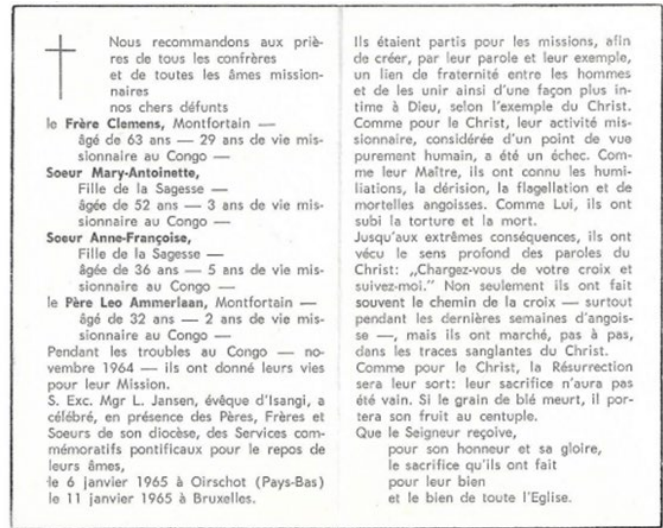 Nous recommandons aux priè-
res de tous les confrères
et de toutes les âmes mission-
naires
nos chers défunts
le Frère Clemens, Montfortain —
âgé de 63 ans — 29 ans de vie mis-
sionnaire au Congo —
Soeur Mary-Antoinette,
Fille de la Sagesse —
âgée de 52 ans — 3 ans de vie mis-
sionnaire au Congo —
Soeur Anne-Françoise,
Fille de la Sagesse —
âgée de 36 ans — 5 ans de vie mis-
sionnaire au Congo —
le Père Leo Ammerlaan, Montfortain —
âgé de 32 ans — 2 ans de vie mis-
sionnaire au Congo —
Pendant les troubles au Congo — no-
vembre 1964 — ils ont donné leurs vies
pour leur Mission.
S. Exc. Mgr L. Jansen, évêque d'Isangi, a
célébré, en présence des Pères, Frères et
Soeurs de son diocèse, des Services com-
mémoratifs pontificaux pour le repos de
leurs âmes,
le 6 janvier 1965 à Oirschot (Pays-Bas)
le 11 janvier 1965 à Bruxelles.
Ils étaient partis pour les missions, afin
de créer, par leur parole et leur exemple,
un lien de fraternité entre les hommes
et de les unir ainsi d'une façon plus in-
time à Dieu, selon l'exemple du Christ.
Comme pour le Christ, leur activité mis-
sionnaire, considérée d'un point de vue
purement humain, a été un échec. Com-
me leur Maître, ils ont connu les humi-
liations, la dérision, la flagellation et de
mortelles angoisses. Comme Lui, ils ont
subi la torture et la mort.
Jusqu'aux extrêmes conséquences, ils ont
vécu le sens profond des paroles du
Christ: „Chargez-vous de votre croix et
suivez-moi." Non seulement ils ont fait
souvent le chemin de la croix — surtout
pendant les dernières semaines d'angois-
se —, mais ils ont marché, pas à pas,
dans les traces sanglantes du Christ.
Comme pour le Christ, la Résurrection
sera leur sort: leur sacrifice n'aura pas
été vain. Si le grain de blé meurt, il por-
tera son fruit au centuple.
Que le Seigneur reçoive,
pour son honneur et sa gloire,
le sacrifice qu'ils ont fait
pour leur bien
et le bien de toute l'Eglise.